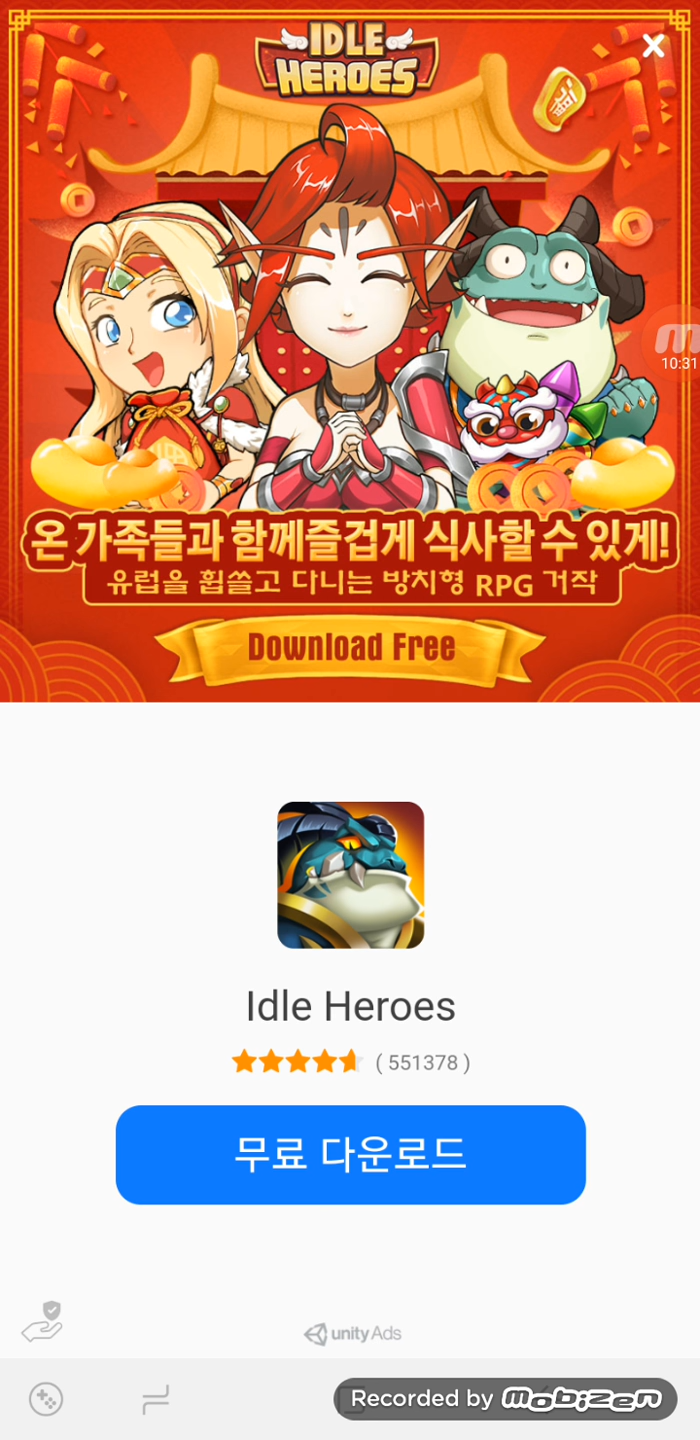 IDLE
HEROES
10:31
온 가족들과 함께즐겁게 식사할 수 있게!
유럽을 휩쓸고 다니는 방치형 RPG 거작
Download Free
Idle Heroes
( 551378 )
무료 다운로드
unity Ads
Recorded by mobizen